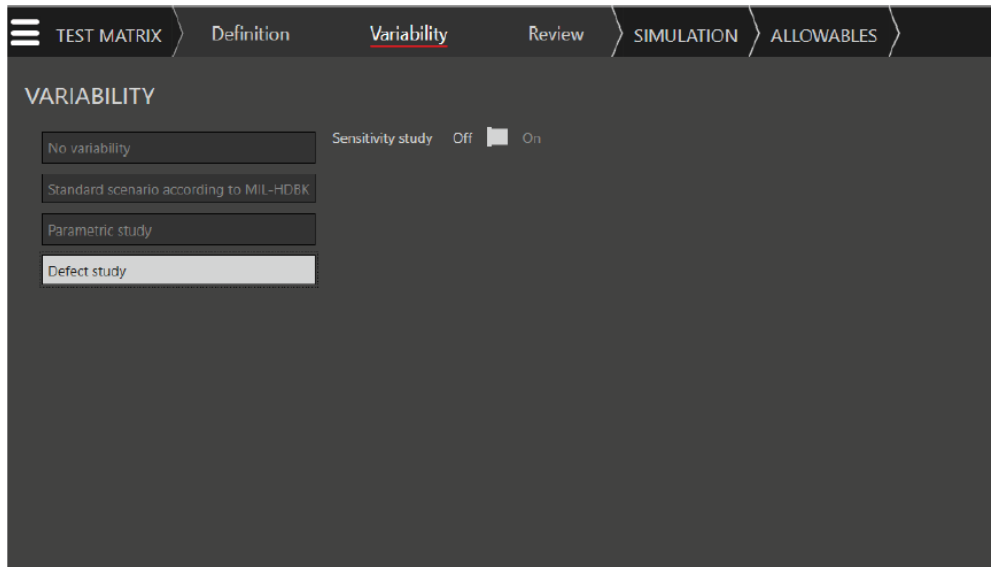 TEST MATRIX Definition Variability Review SIMULATION ALLOWABLES
VARIABILITY
No variability
Sensitivity study Off On
Standard scenario according to MIL-HDBK
Parametric study
Defect study